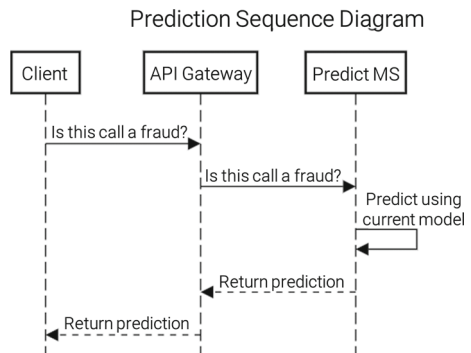 Prediction Sequence Diagram
Client
API Gateway
Predict MS
Is this call a fraud?
Is this call a fraud?
Predict using
current model
Return prediction
Return prediction